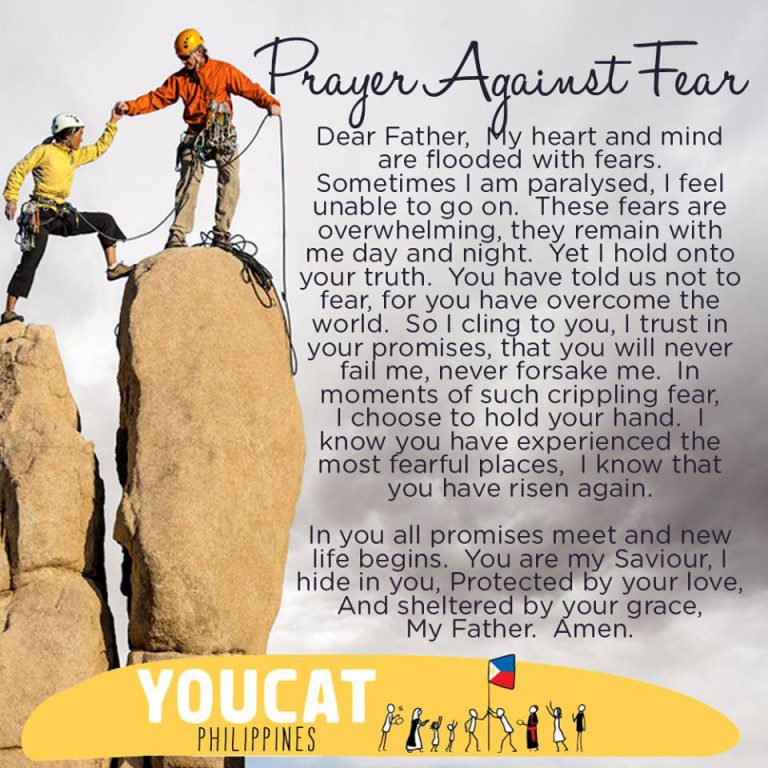 Prayer Against Fear
Dear Father, My heart and mind
are flooded with fears.
Sometimes I am paralysed, I feel
unable to go on. These fears are
overwhelming, they remain with
me day and night. Yet I hold onto
your truth. You have told us not to
fear, for you have overcome the
world. So I cling to you, I trust in
your promises, that you will never
fail me, never forsake me. In
moments of such crippling fear,
I choose to hold your hand. I
know you have experienced the
most fearful places, I know that
you have risen again.
In you all promises meet and new
life begins. You are my Saviour, I
hide in you, Protected by your love,
And sheltered by your grace,
My Father. Amen.
YOUCAT
PHILIPPINES